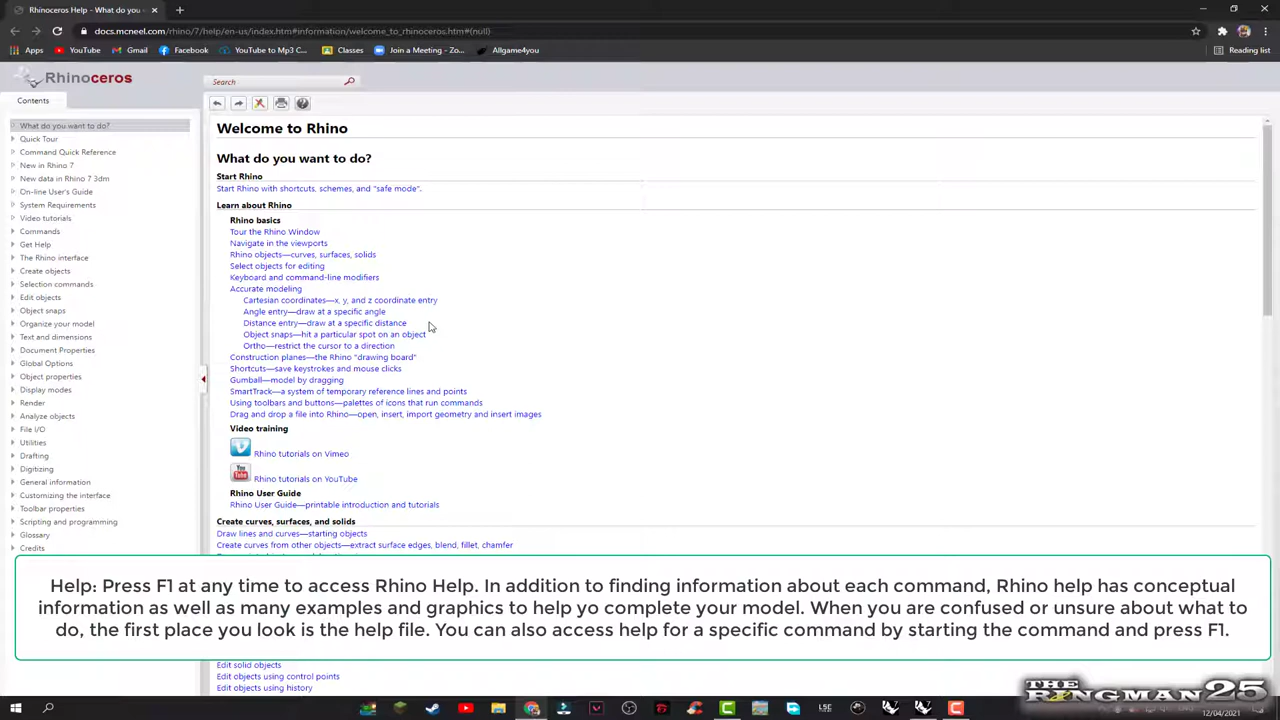 Rhinoceros Help - What do you
docs.mcneel.com/rhino/7/help/en-us/index.htm#information/welcome_to_rhinoceros.htm#(null)
Apps YouTube Gmail Facebook YouTube to Mp3 C... Classes Join a Meeting - Zo... Allgame4you Reading list
Rhinoceros
Search
Contents
What do you want to do?
Quick Tour
Command Quick Reference
New in Rhino 7
New data in Rhino 7 3dm
On-line User's Guide
System Requirements
Video tutorials
Commands
Get Help
The Rhino interface
Create objects
Selection commands
Edit objects
Object snaps
Organize your model
Text and dimensions
Document Properties
Global Options
Object properties
Display modes
Render
Analyze objects
File I/O
Utilities
Drafting
Digitizing
General information
Customizing the interface
Toolbar properties
Scripting and programming
Glossary
Credits
Welcome to Rhino
What do you want to do?
Start Rhino
Start Rhino with shortcuts, schemes, and "safe mode".
Learn about Rhino
Rhino basics
Tour the Rhino Window
Navigate in the viewports
Rhino objects—curves, surfaces, solids
Select objects for editing
Keyboard and command-line modifiers
Accurate modeling
Cartesian coordinates—x, y, and z coordinate entry
Angle entry—draw at a specific angle
Distance entry—draw at a specific distance
Object snaps—hit a particular spot on an object
Ortho—restrict the cursor to a direction
Construction planes—the Rhino "drawing board"
Shortcuts—save keystrokes and mouse clicks
Gumball—model by dragging
SmartTrack—a system of temporary reference lines and points
Using toolbars and buttons—palettes of icons that run commands
Drag and drop a file into Rhino—open, insert, import geometry and insert images
Video training
Rhino tutorials on Vimeo
You Tube
Rhino tutorials on YouTube
Rhino User Guide
Rhino User Guide—printable introduction and tutorials
Create curves, surfaces, and solids
Draw lines and curves—starting objects
Create curves from other objects—extract surface edges, blend, fillet, chamfer
Help: Press F1 at any time to access Rhino Help. In addition to finding information about each command, Rhino help has conceptual
information as well as many examples and graphics to help yo complete your model. When you are confused or unsure about what to
do, the first place you look is the help file. You can also access help for a specific command by starting the command and press F1.
Edit solid objects
Edit objects using control points
Edit objects using history
THE
RINGMAN 25
12/04/2021